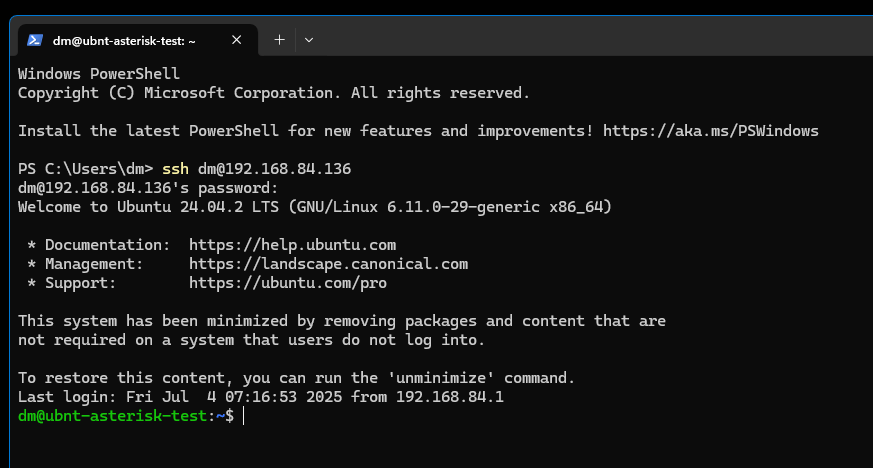 dm@ubnt-asterisk-test: ~
Windows PowerShell
Copyright (C) Microsoft Corporation. All rights reserved.
Install the latest PowerShell for new features and improvements! https://aka.ms/PSWindows
PS C:\Users\dm> ssh dm@192.168.84.136
dm@192.168.84.136's password:
Welcome to Ubuntu 24.04.2 LTS (GNU/Linux 6.11.0-29-generic x86_64)
* Documentation:  https://help.ubuntu.com
* Management:     https://landscape.canonical.com
* Support:        https://ubuntu.com/pro
This system has been minimized by removing packages and content that are
not required on a system that users do not log into.
To restore this content, you can run the 'unminimize' command.
Last login: Fri Jul  4 07:16:53 2025 from 192.168.84.1
dm@ubnt-asterisk-test:~$